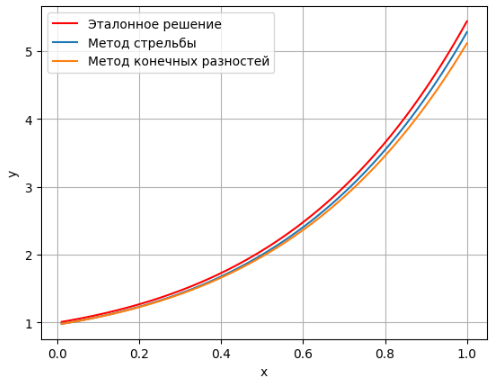 Эталонное решение
Метод стрельбы
Метод конечных разностей
5
4
3
2
1
y
0.0 0.2 0.4 0.6 0.8 1.0
x